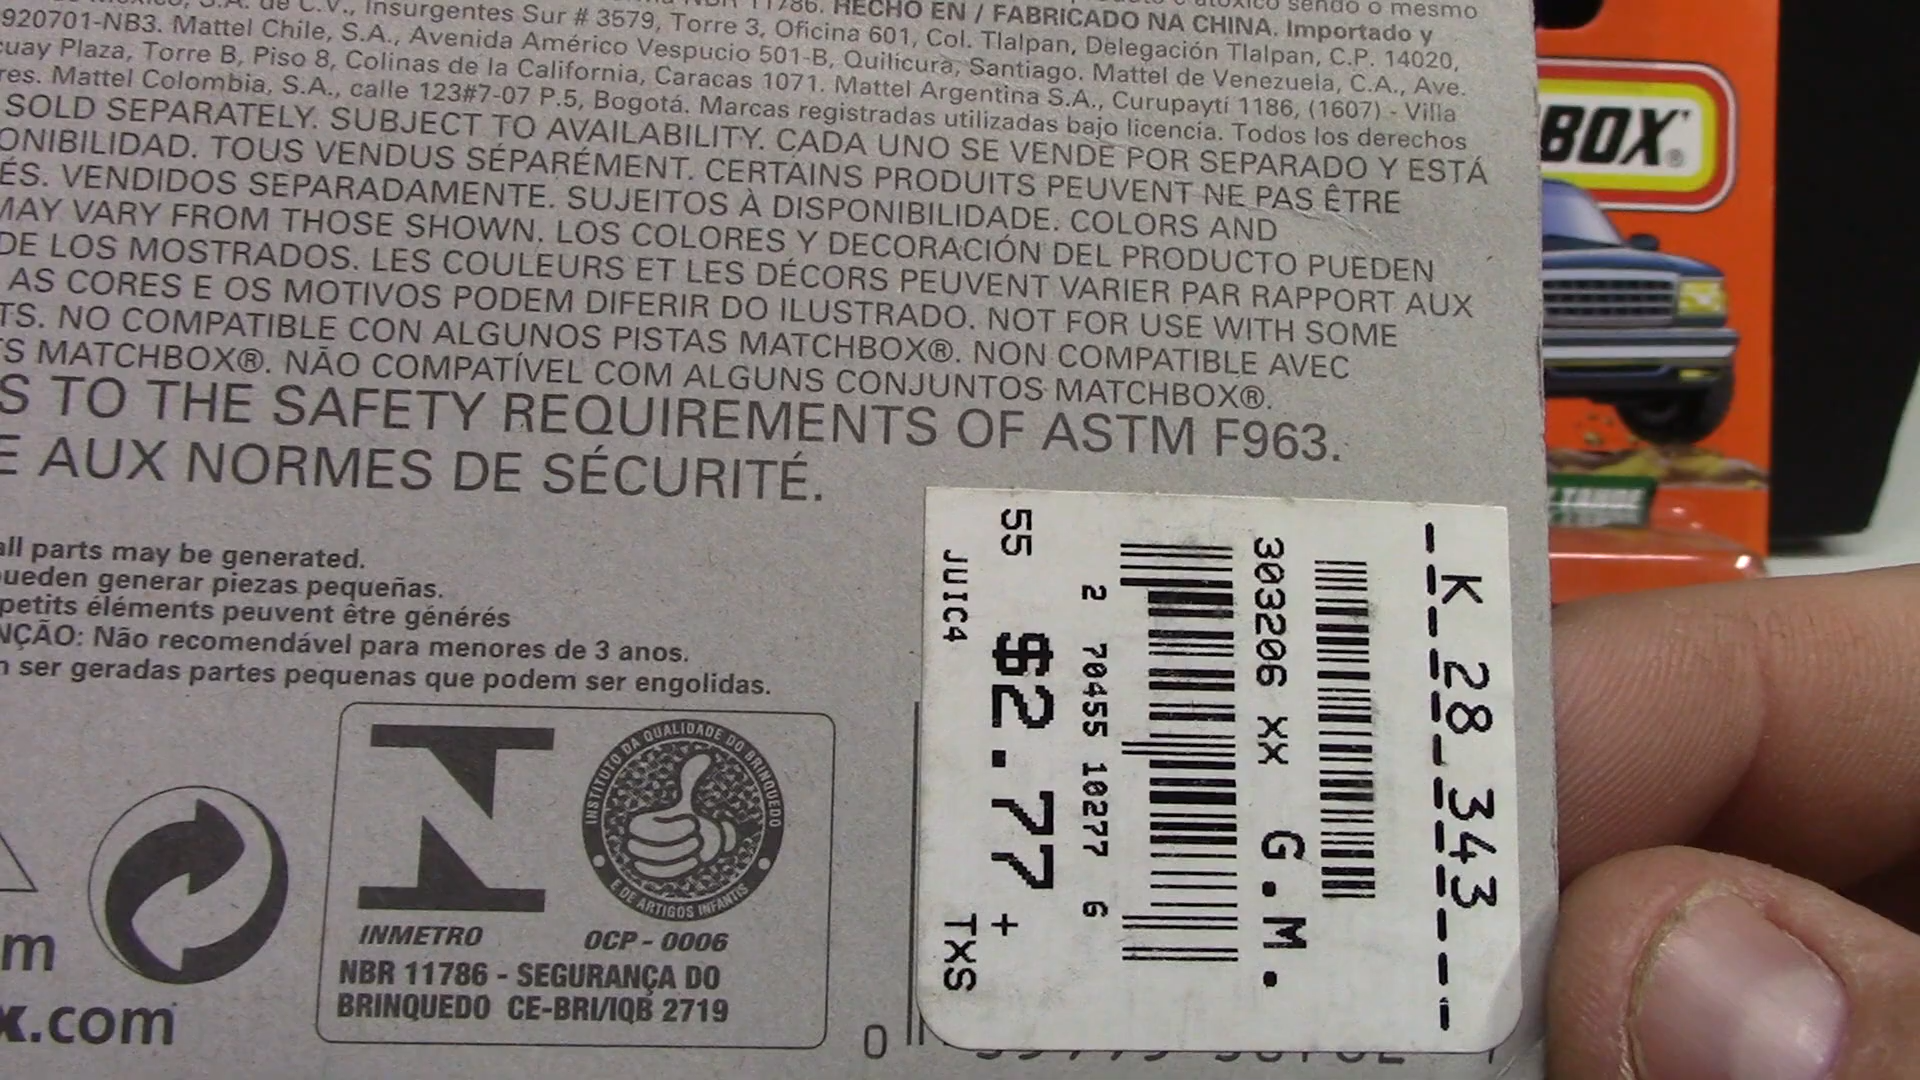 de C.V., Insurgentes Sur # 3579, Torre 3, Oficina 601, Col. Tlalpan, Delegación Tlalpan, C.P. 14020,
11786. HECHO EN / FABRICADO NA CHINA. Importado y
sendo o mesmo
920701-NB3. Mattel Chile, S.A., Avenida Américo Vespucio 501-B, Quilicura, Santiago. Mattel de Venezuela, C.A., Ave.
uay Plaza, Torre B, Piso 8, Colinas de la California, Caracas 1071. Mattel Argentina S.A., Curupaytí 1186, (1607) - Villa
res. Mattel Colombia, S.A., calle 123#7-07 P.5, Bogotá. Marcas registradas utilizadas bajo licencia. Todos los derechos
SOLD SEPARATELY. SUBJECT TO AVAILABILITY. CADA UNO SE VENDE POR SEPARADO Y ESTÁ
ONIBILIDAD. TOUS VENDUS SÉPARÉMENT. CERTAINS PRODUITS PEUVENT NE PAS ÊTRE
ÉS. VENDIDOS SEPARADAMENTE. SUJEITOS À DISPONIBILIDADE. COLORS AND
MAY VARY FROM THOSE SHOWN. LOS COLORES Y DECORACIÓN DEL PRODUCTO PUEDEN
DE LOS MOSTRADOS. LES COULEURS ET LES DÉCORS PEUVENT VARIER PAR RAPPORT AUX
AS CORES E OS MOTIVOS PODEM DIFERIR DO ILUSTRADO. NOT FOR USE WITH SOME
TS. NO COMPATIBLE CON ALGUNOS PISTAS MATCHBOX®. NON COMPATIBLE AVEC
S MATCHBOX®. NÃO COMPATÍVEL COM ALGUNS CONJUNTOS MATCHBOX®.
S TO THE SAFETY REQUIREMENTS OF ASTM F963.
E AUX NORMES DE SÉCURITÉ.
all parts may be generated.
ueden generar piezas pequeñas.
petits éléments peuvent être générés
NÇÃO: Não recomendável para menores de 3 anos.
m ser geradas partes pequenas que podem ser engolidas.
INSTITUTO DA QUALIDADE DO BRINQUEDO
E DE ARTIGOS INFANTIS
INMETRO OCP - 0006
NBR 11786 - SEGURANÇA DO
BRINQUEDO CE-BRI/IQB 2719
m
x.com
0
K 28 343
303206 XX G.M.
2 70455 10277 6
55 $2.77 +
JUIC4 TXS
BOX®
TAHOE